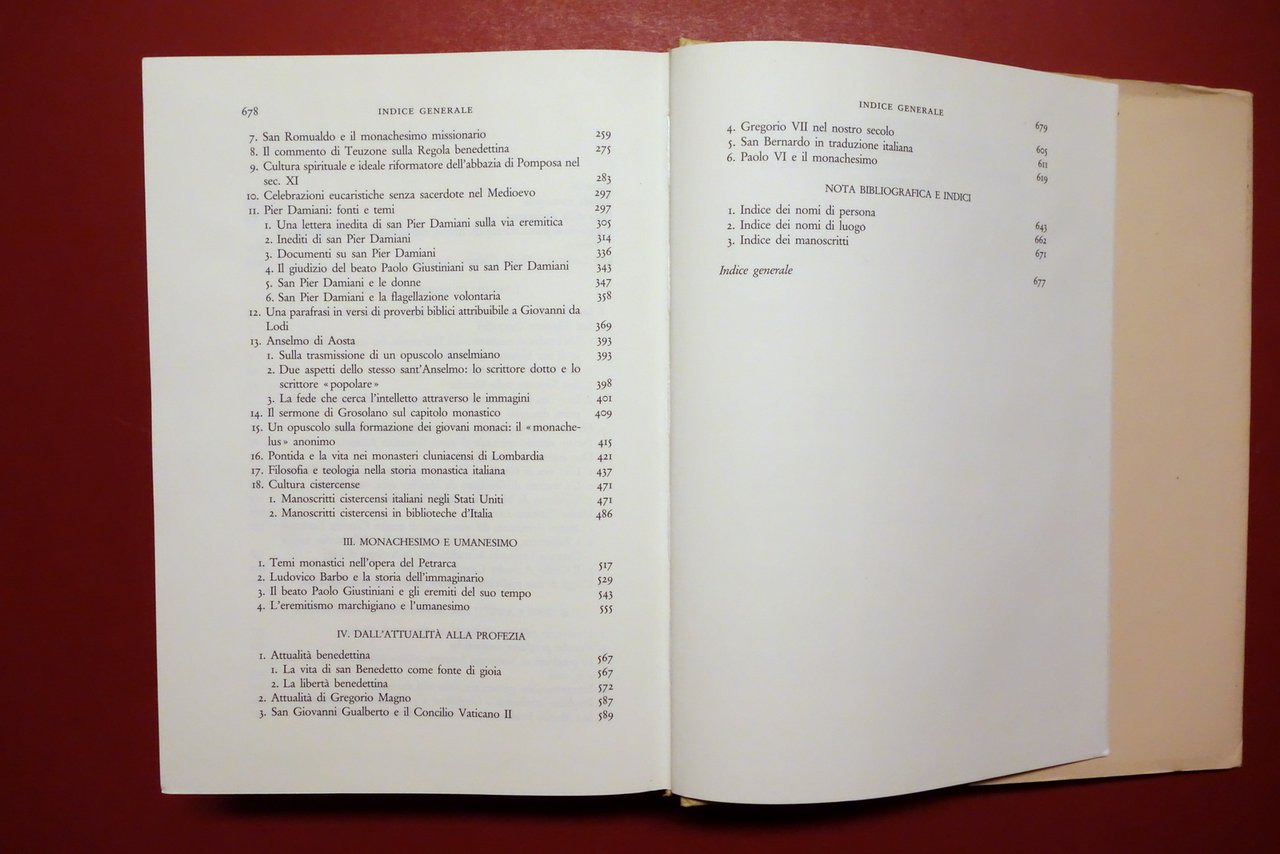 678 INDICE GENERALE
7. San Romualdo e il monachesimo missionario 259
8. Il commento di Teuzone sulla Regola benedettina 275
9. Cultura spirituale e ideale riformatore dell'abbazia di Pomposa nel
sec. XI 283
10. Celebrazioni eucaristiche senza sacerdote nel Medioevo 297
11. Pier Damiani: fonti e temi 297
1. Una lettera inedita di san Pier Damiani sulla via eremitica 305
2. Inediti di san Pier Damiani 314
3. Documenti su san Pier Damiani 336
4. Il giudizio del beato Paolo Giustiniani su san Pier Damiani 343
5. San Pier Damiani e le donne 347
6. San Pier Damiani e la flagellazione volontaria 358
12. Una parafrasi in versi di proverbi biblici attribuibile a Giovanni da
Lodi 369
13. Anselmo di Aosta 393
1. Sulla trasmissione di un opuscolo anselmiano 393
2. Due aspetti dello stesso sant'Anselmo: lo scrittore dotto e lo
scrittore «popolare» 398
3. La fede che cerca l'intelletto attraverso le immagini 401
14. Il sermone di Grosolano sul capitolo monastico 409
15. Un opuscolo sulla formazione dei giovani monaci: il «monache-
lus» anonimo 415
16. Pontida e la vita nei monasteri cluniacensi di Lombardia 421
17. Filosofia e teologia nella storia monastica italiana 437
18. Cultura cistercense 471
1. Manoscritti cistercensi italiani negli Stati Uniti 471
2. Manoscritti cistercensi in biblioteche d'Italia 486
III. MONACHESIMO E UMANESIMO
1. Temi monastici nell'opera del Petrarca 517
2. Ludovico Barbo e la storia dell'immaginario 529
3. Il beato Paolo Giustiniani e gli eremiti del suo tempo 543
4. L'eremitismo marchigiano e l'umanesimo 555
IV. DALL'ATTUALITÀ ALLA PROFEZIA
1. Attualità benedettina 567
1. La vita di san Benedetto come fonte di gioia 567
2. La libertà benedettina 572
2. Attualità di Gregorio Magno 587
3. San Giovanni Gualberto e il Concilio Vaticano II 589
INDICE GENERALE 679
4. Gregorio VII nel nostro secolo 605
5. San Bernardo in traduzione italiana 611
6. Paolo VI e il monachesimo 619
NOTA BIBLIOGRAFICA E INDICI
1. Indice dei nomi di persona 643
2. Indice dei nomi di luogo 662
3. Indice dei manoscritti 671
Indice generale 677